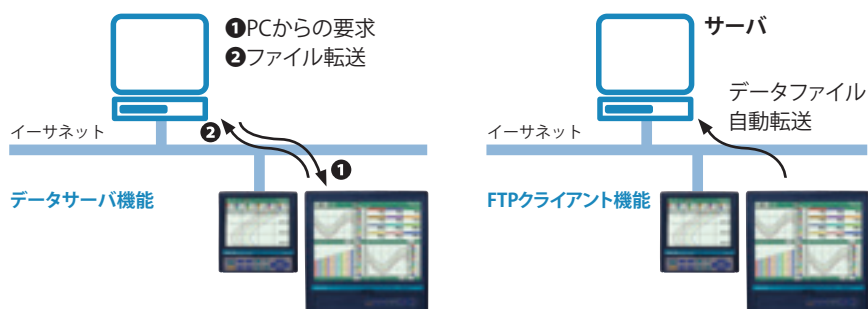 ❶PCからの要求
❷ファイル転送
イーサネット
❷
❶
データサーバ機能
サーバ
データファイル
自動転送
イーサネット
FTPクライアント機能